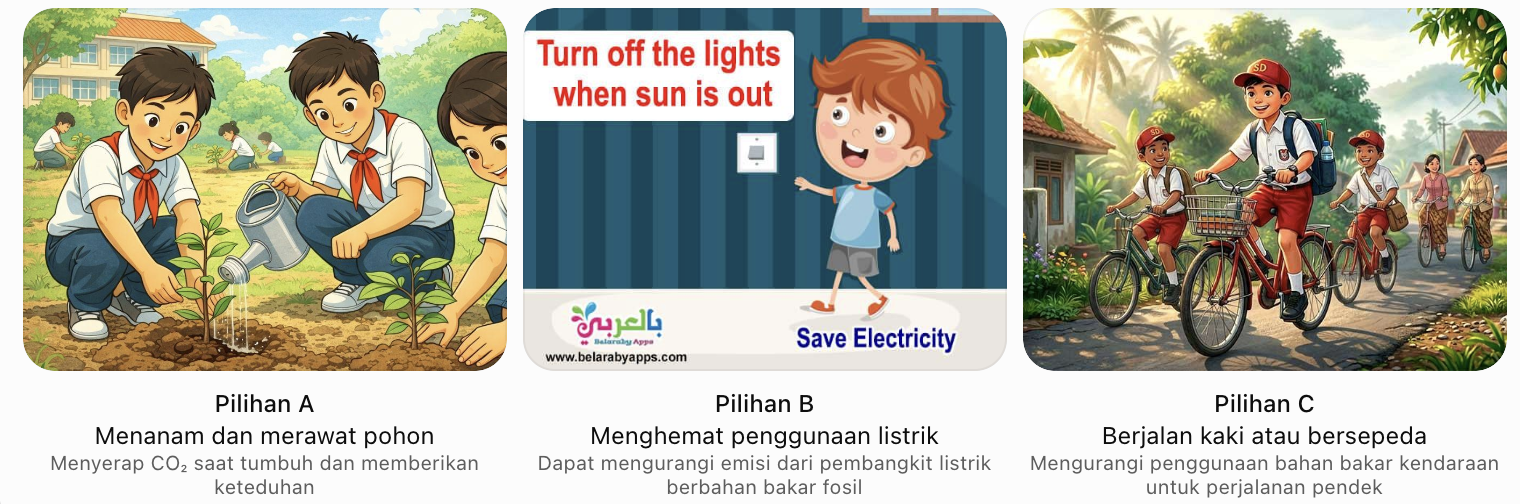 Turn off the lights
when sun is out
بالعربي
Belaraby Apps
www.belarabyapps.com
Save Electricity
SD
SD
SD
Pilihan A
Menanam dan merawat pohon
Menyerap CO₂ saat tumbuh dan memberikan
keteduhan
Pilihan B
Menghemat penggunaan listrik
Dapat mengurangi emisi dari pembangkit listrik
berbahan bakar fosil
Pilihan C
Berjalan kaki atau bersepeda
Mengurangi penggunaan bahan bakar kendaraan
untuk perjalanan pendek